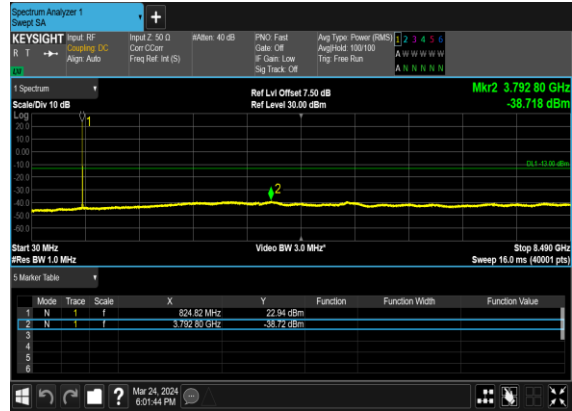 Spectrum Analyzer 1
Swept SA
+
KEYSIGHT Input: RF Input Z: 50 Ω #Atten: 40 dB PNO: Fast Avg Type: Power (RMS) 1 2 3 4 5 6
R T Coupling: DC Corr CCorr Gate: Off Avg|Hold: 100/100 A W W W W W
Align: Auto Freq Ref: Int (S) IF Gain: Low Trig: Free Run
Sig Track: Off A N N N N N
1 Spectrum Ref Lvl Offset 7.50 dB Mkr2 3.792 80 GHz
Scale/Div 10 dB Ref Level 30.00 dBm -38.718 dBm
Log
20.0
10.0
0.00
-10.0
-20.0
-30.0
-40.0
-50.0
-60.0
1
2
DL1 -13.00 dBm
Start 30 MHz Video BW 3.0 MHz* Stop 8.490 GHz
#Res BW 1.0 MHz Sweep 16.0 ms (40001 pts)
5 Marker Table
Mode Trace Scale X Y Function Function Width Function Value
1 N 1 f 824.82 MHz 22.94 dBm
2 N 1 f 3.792 80 GHz -38.72 dBm
3
4
5
6
? Mar 24, 2024
6:01:44 PM